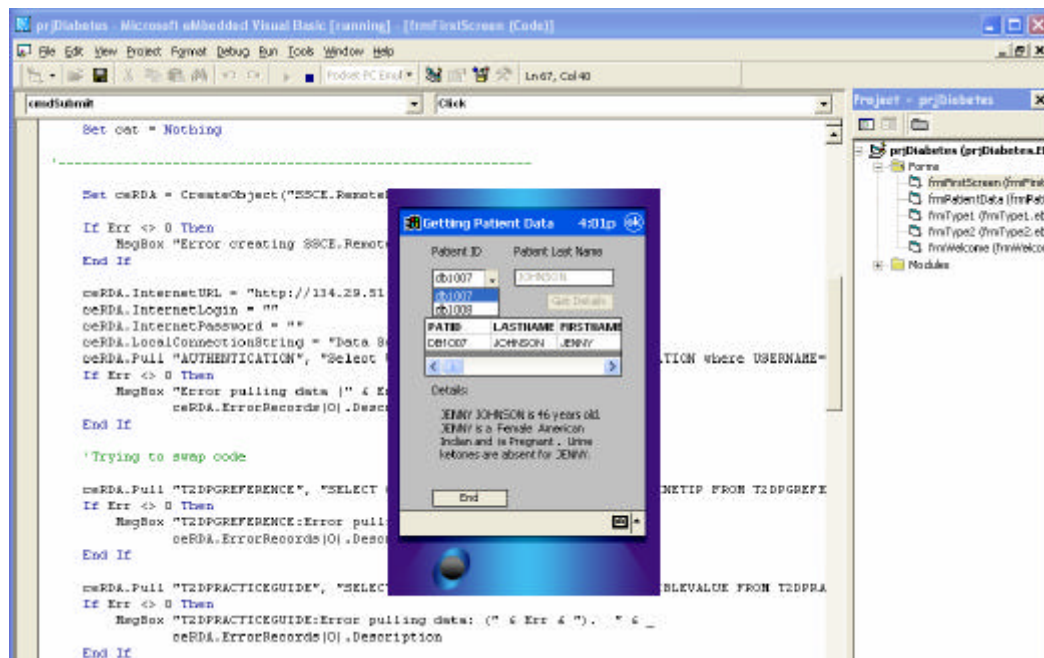 prjDiabetes - Microsoft eMbedded Visual Basic [running] - [frmFirstScreen (Code)]
File Edit View Project Format Debug Run Tools Window Help
Pocket PC Emul
Ln 67, Col 40
cmdSubmit
Click
Set cat = Nothing
'
Set ceRDA = CreateObject("SSCE.Remote
If Err <> 0 Then
MsgBox "Error creating SSCE.Remote
End If
ceRDA.InternetURL = "http://134.29.51
ceRDA.InternetLogin = ""
ceRDA.InternetPassword = ""
ceRDA.LocalConnectionString = "Data S
ceRDA.Pull "AUTHENTICATION", "Select
TION where USERNAME=
If Err <> 0 Then
MsgBox "Error pulling data (" & E
ceRDA.ErrorRecords(0).Descr
End If
'Trying to swap code
ceRDA.Pull "T2DPGREFERENCE", "SELECT
NETIP FROM T2DPGREFE
If Err <> 0 Then
MsgBox "T2DPGREFERENCE:Error pull
ceRDA.ErrorRecords(0).Descr
End If
ceRDA.Pull "T2DPRACTICEGUIDE", "SELEC
BLEVALUE FROM T2DPRA
If Err <> 0 Then
MsgBox "T2DPRACTICEGUIDE:Error pulling data: (" & Err & "). " & _
ceRDA.ErrorRecords(0).Description
End If
Getting Patient Data 4:01p ok
Patient ID Patient Last Name
db1007 JOHNSON
db1007
db1008
Get Details
PATID LASTNAME FIRSTNAME
DB1007 JOHNSON JENNY
Details:
JENNY JOHNSON is 46 years old.
JENNY is a Female American
Indian and is Pregnant . Urine
ketones are absent for JENNY.
End
Project - prjDiabetes
prjDiabetes (prjDiabetes.E
Forms
frmFirstScreen (frmFirst
frmPatientData (frmPati
frmType1 (frmType1.eb
frmType2 (frmType2.eb
frmWelcome (frmWelco
Modules